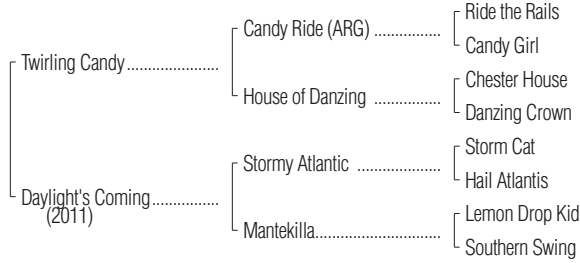 Ride the Rails
Candy Ride (ARG) ................
Candy Girl
Twirling Candy......................
Chester House
House of Danzing ................
Danzing Crown
Storm Cat
Stormy Atlantic ....................
Hail Atlantis
Daylight's Coming................
(2011)
Lemon Drop Kid
Mantekilla..............................
Southern Swing